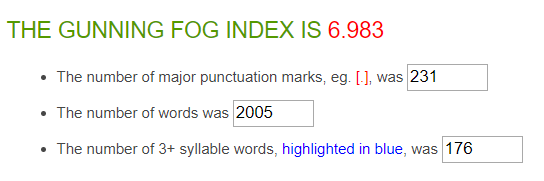 THE GUNNING FOG INDEX IS 6.983
• The number of major punctuation marks, eg. [.], was 231
• The number of words was 2005
• The number of 3+ syllable words, highlighted in blue, was 176